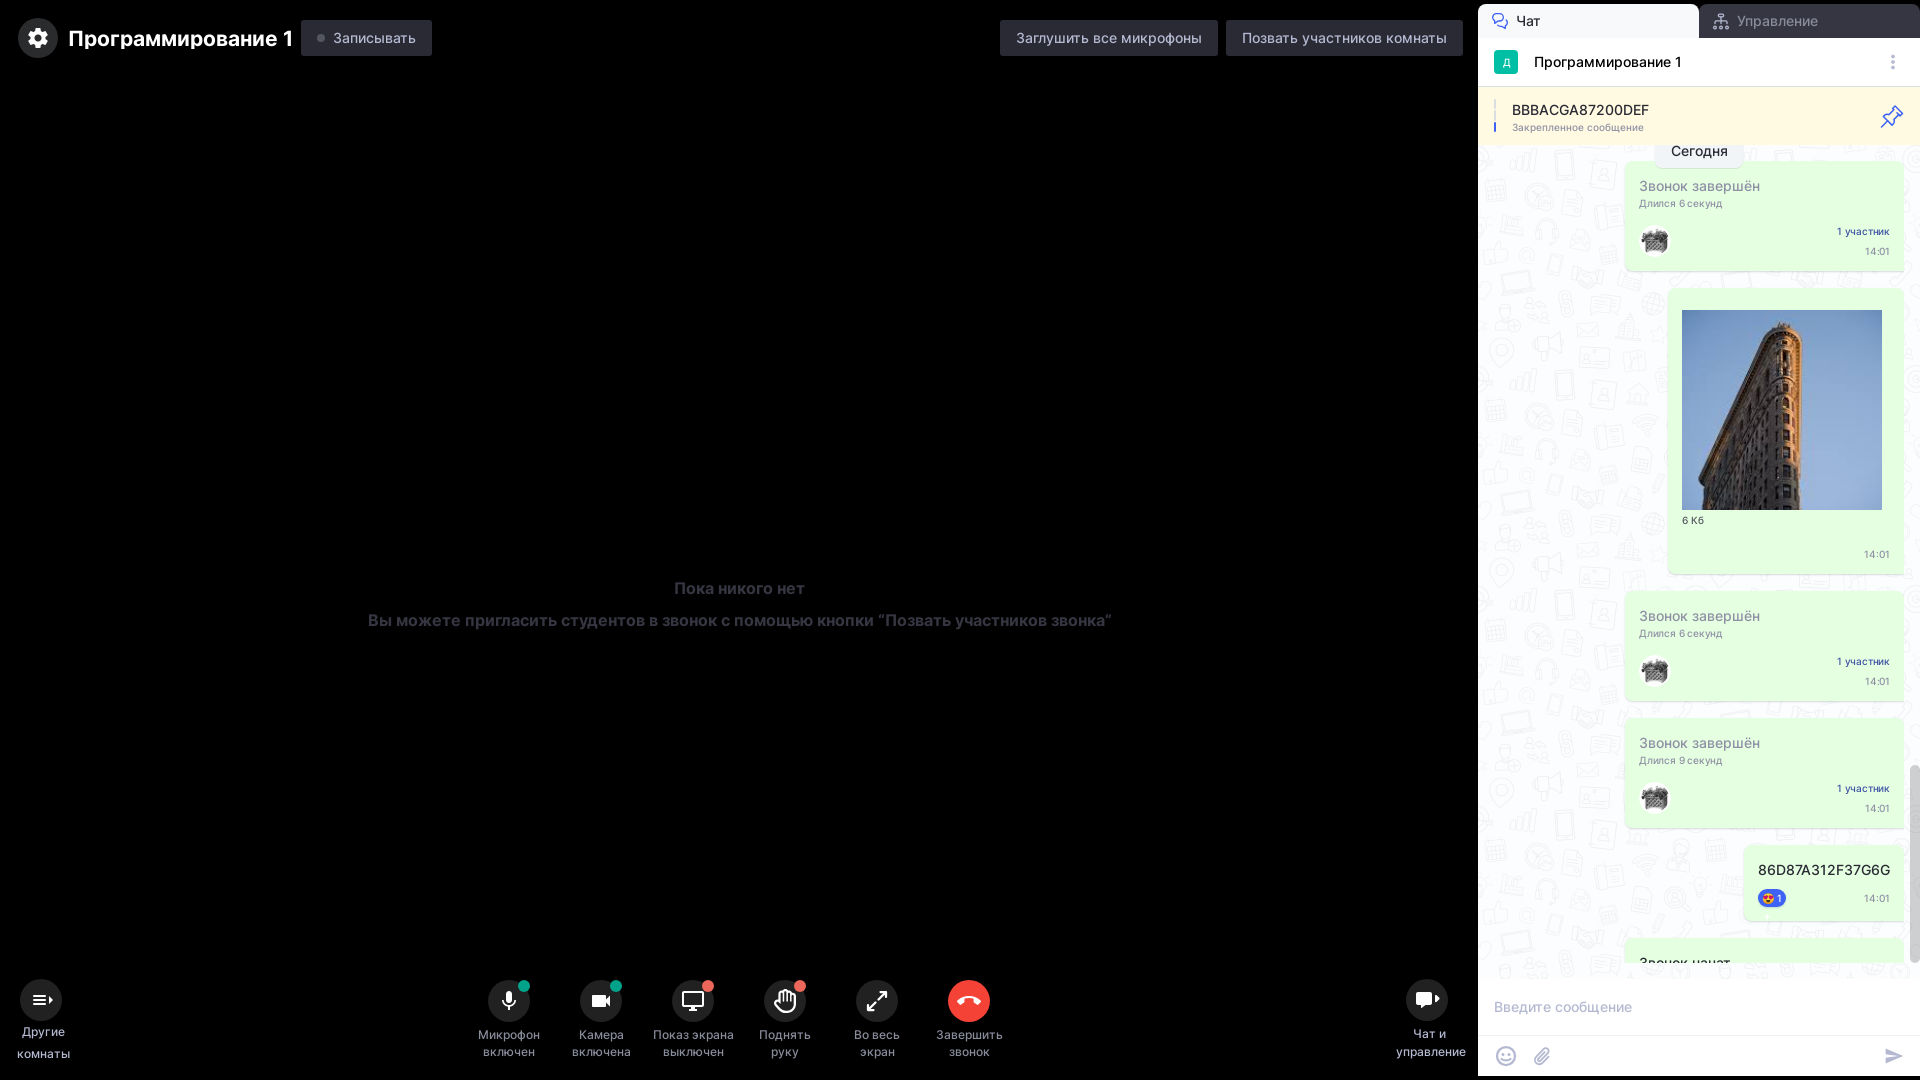 Программирование 1
Записывать
Заглушить все микрофоны
Позвать участников комнаты
Пока никого нет
Вы можете пригласить студентов в звонок с помощью кнопки “Позвать участников звонка”
Другие
комнаты
Микрофон
включен
Камера
включена
Показ экрана
выключен
Поднять
руку
Во весь
экран
Завершить
звонок
Чат и
управление
Чат
Управление
Д
Программирование 1
BBBACGA87200DEF
Закрепленное сообщение
Сегодня
Звонок завершён
Длился 6 секунд
1 участник
14:01
6 Кб
14:01
Звонок завершён
Длился 6 секунд
1 участник
14:01
Звонок завершён
Длился 9 секунд
1 участник
14:01
86D87A312F37G6G
1
14:01
Звонок начат
Введите сообщение